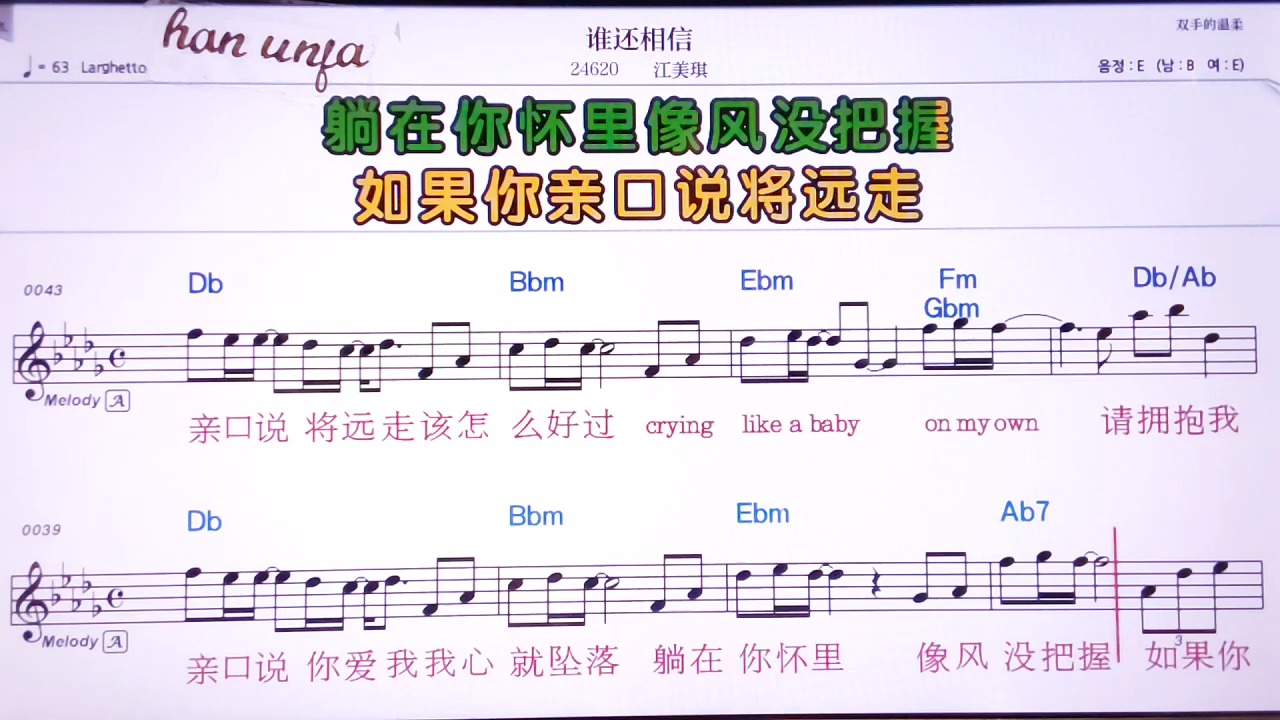 han unfa
谁还相信
双手的温柔
♩= 63 Larghetto
24620 江美琪
음정 : E (남 : B 여 : E)
躺在你怀里像风没把握
如果你亲口说将远走
0043 Db Bbm Ebm Fm Db/Ab
Gbm
Melody A
亲口说 将远走该怎 么好过 crying like a baby on my own 请拥抱我
0039 Db Bbm Ebm Ab7
Melody A
3
亲口说 你爱我我心 就坠落 躺在 你怀里 像风 没把握 如果你